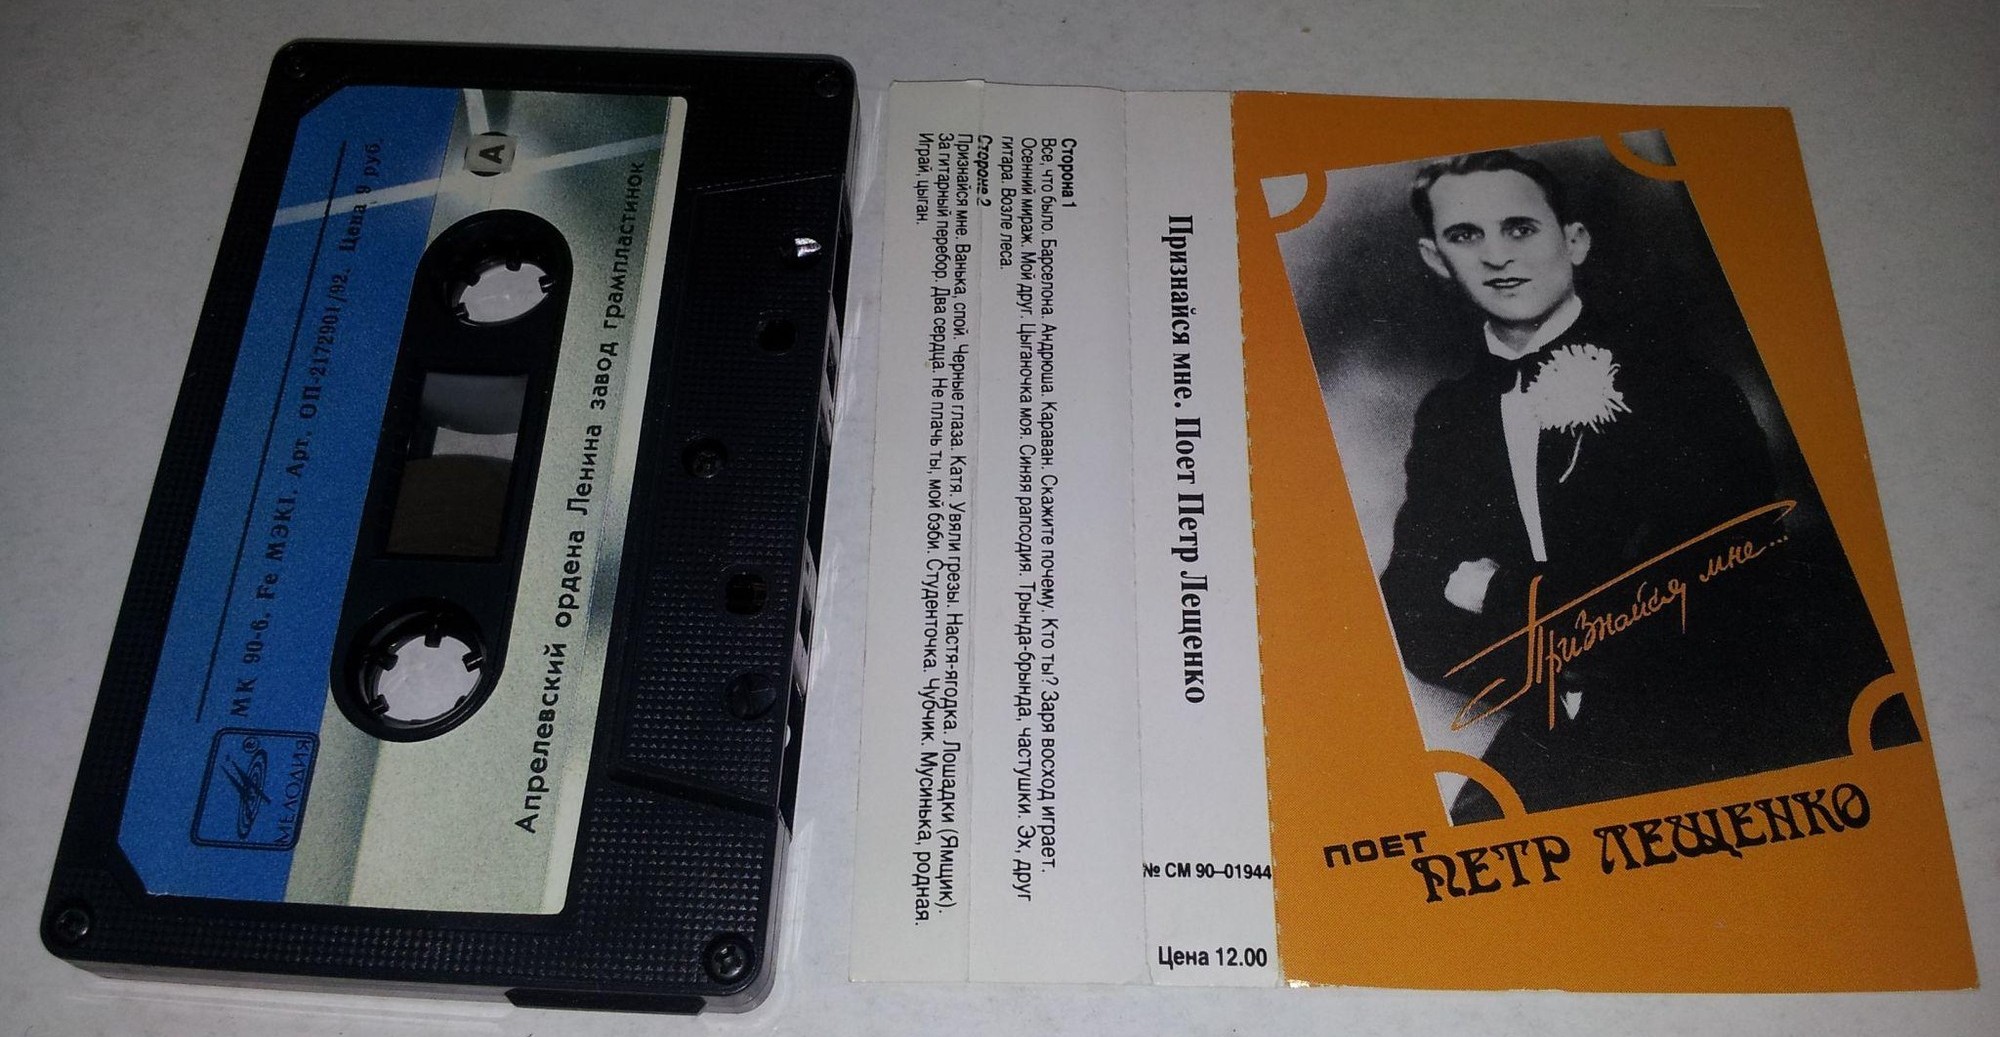 МК 90-6. Fe МЭКI. Арт. ОП-2172901/92. Цена 9 руб.
МЕЛОДИЯ
®
A
Апрелевский ордена Ленина завод грампластинок
Сторона 1
Все, что было. Барселона. Андрюша. Караван. Скажите почему. Кто ты? Заря восход играет.
Осенний мираж. Мой друг. Цыганочка моя. Синяя рапсодия. Трында-брында, частушки. Эх, друг
гитара. Возле леса.
Сторона 2
Признайся мне. Ванька, спой. Черные глаза. Катя. Увяли грезы. Настя-ягодка. Лошадки (Ямщик).
За гитарный перебор. Два сердца. Не плачь ты, мой бэби. Студенточка. Чубчик. Мусинька, родная.
Играй, цыган.
Признайся мне. Поет Петр Лещенко
№ СМ 90–01944
Цена 12.00
Признайся мне...
ПОЕТ
ПЕТР ЛЕЩЕНКО